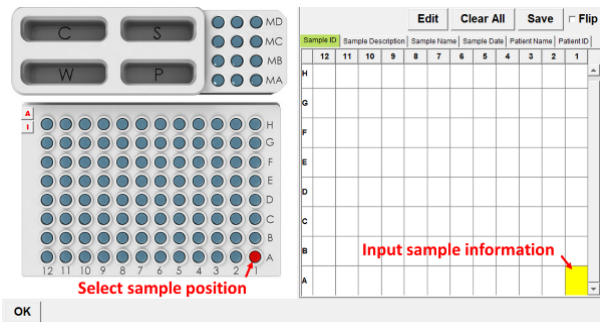 C S
W P
MD
MC
MB
MA
A
I
H
G
F
E
D
C
B
A
12 11 10 9 8 7 6 5 4 3 2 1
Select sample position
Edit Clear All Save Flip
Sample ID Sample Description Sample Name Sample Date Patient Name Patient ID
12 11 10 9 8 7 6 5 4 3 2 1
H
G
F
E
D
C
B
A
Input sample information
OK